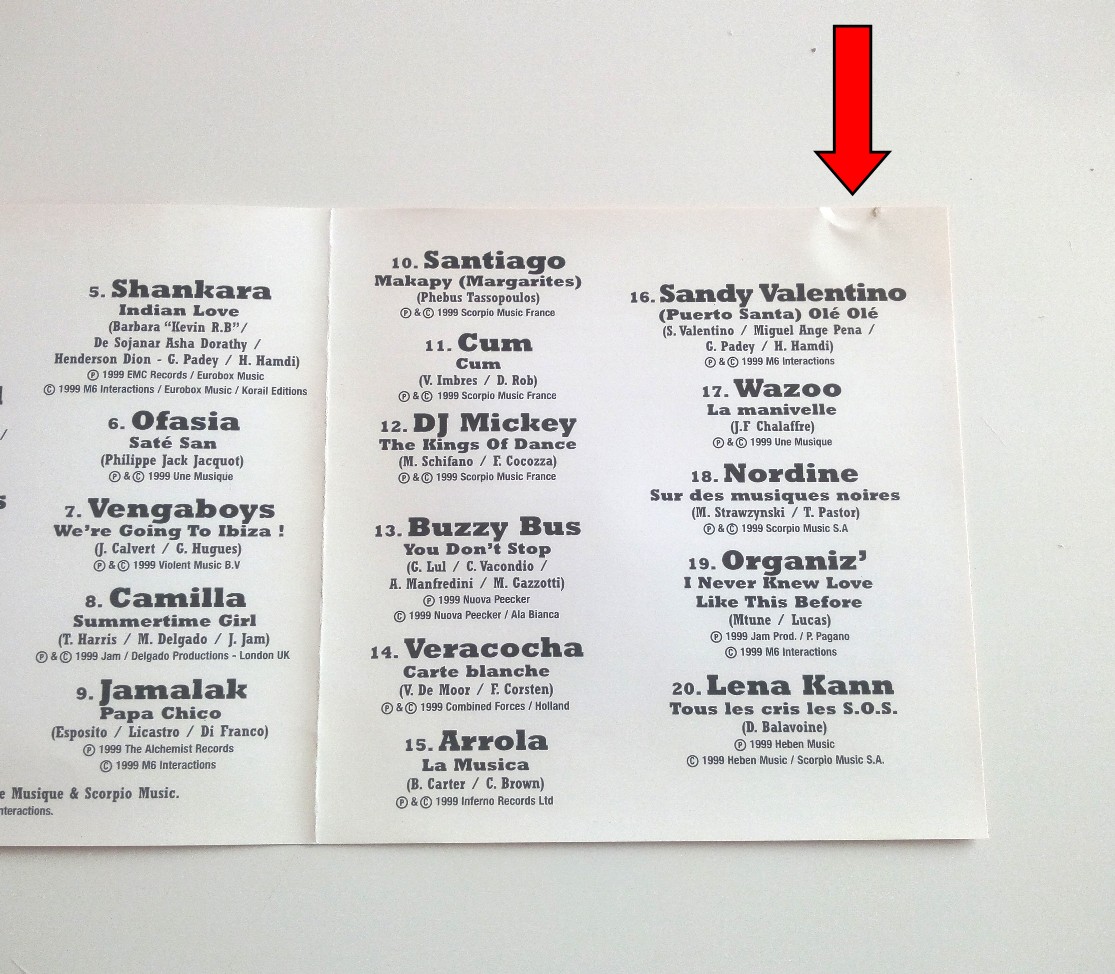 5. Shankara
Indian Love
(Barbara “Kevin R.B”/
De Sojanar Asha Dorathy /
Henderson Dion - G. Padey / H. Hamdi)
Ⓟ 1999 EMC Records / Eurobox Music
© 1999 M6 Interactions / Eurobox Music / Korail Editions
6. Ofasia
Saté San
(Philippe Jack Jacquot)
Ⓟ & © 1999 Une Musique
7. Vengaboys
We're Going To Ibiza !
(J. Calvert / G. Hugues)
Ⓟ & © 1999 Violent Music B.V
8. Camilla
Summertime Girl
(T. Harris / M. Delgado / J. Jam)
Ⓟ & © 1999 Jam / Delgado Productions - London UK
9. Jamalak
Papa Chico
(Esposito / Licastro / Di Franco)
Ⓟ 1999 The Alchemist Records
© 1999 M6 Interactions
Musique & Scorpio Music.
10. Santiago
Makapy (Margarites)
(Phebus Tassopoulos)
Ⓟ & © 1999 Scorpio Music France
11. Cum
Cum
(V. Imbres / D. Rob)
Ⓟ & © 1999 Scorpio Music France
12. DJ Mickey
The Kings Of Dance
(M. Schifano / F. Cocozza)
Ⓟ & © 1999 Scorpio Music France
13. Buzzy Bus
You Don't Stop
(G. Lul / C. Vacondio /
A. Manfredini / M. Gazzotti)
Ⓟ 1999 Nuova Peecker
© 1999 Nuova Peecker / Ala Bianca
14. Veracocha
Carte blanche
(V. De Moor / F. Corsten)
Ⓟ & © 1999 Combined Forces / Holland
15. Arrola
La Musica
(B. Carter / C. Brown)
Ⓟ & © 1999 Inferno Records Ltd
16. Sandy Valentino
(Puerto Santa) Olé Olé
(S. Valentino / Miguel Ange Pena /
G. Padey / H. Hamdi)
Ⓟ & © 1999 M6 Interactions
17. Wazoo
La manivelle
(J.F Chalaffre)
Ⓟ & © 1999 Une Musique
18. Nordine
Sur des musiques noires
(M. Strawzynski / T. Pastor)
Ⓟ & © 1999 Scorpio Music S.A
19. Organiz'
I Never Knew Love
Like This Before
(Mtune / Lucas)
Ⓟ 1999 Jam Prod. / P. Pagano
© 1999 M6 Interactions
20. Lena Kann
Tous les cris les S.O.S.
(D. Balavoine)
Ⓟ 1999 Heben Music
© 1999 Heben Music / Scorpio Music S.A.